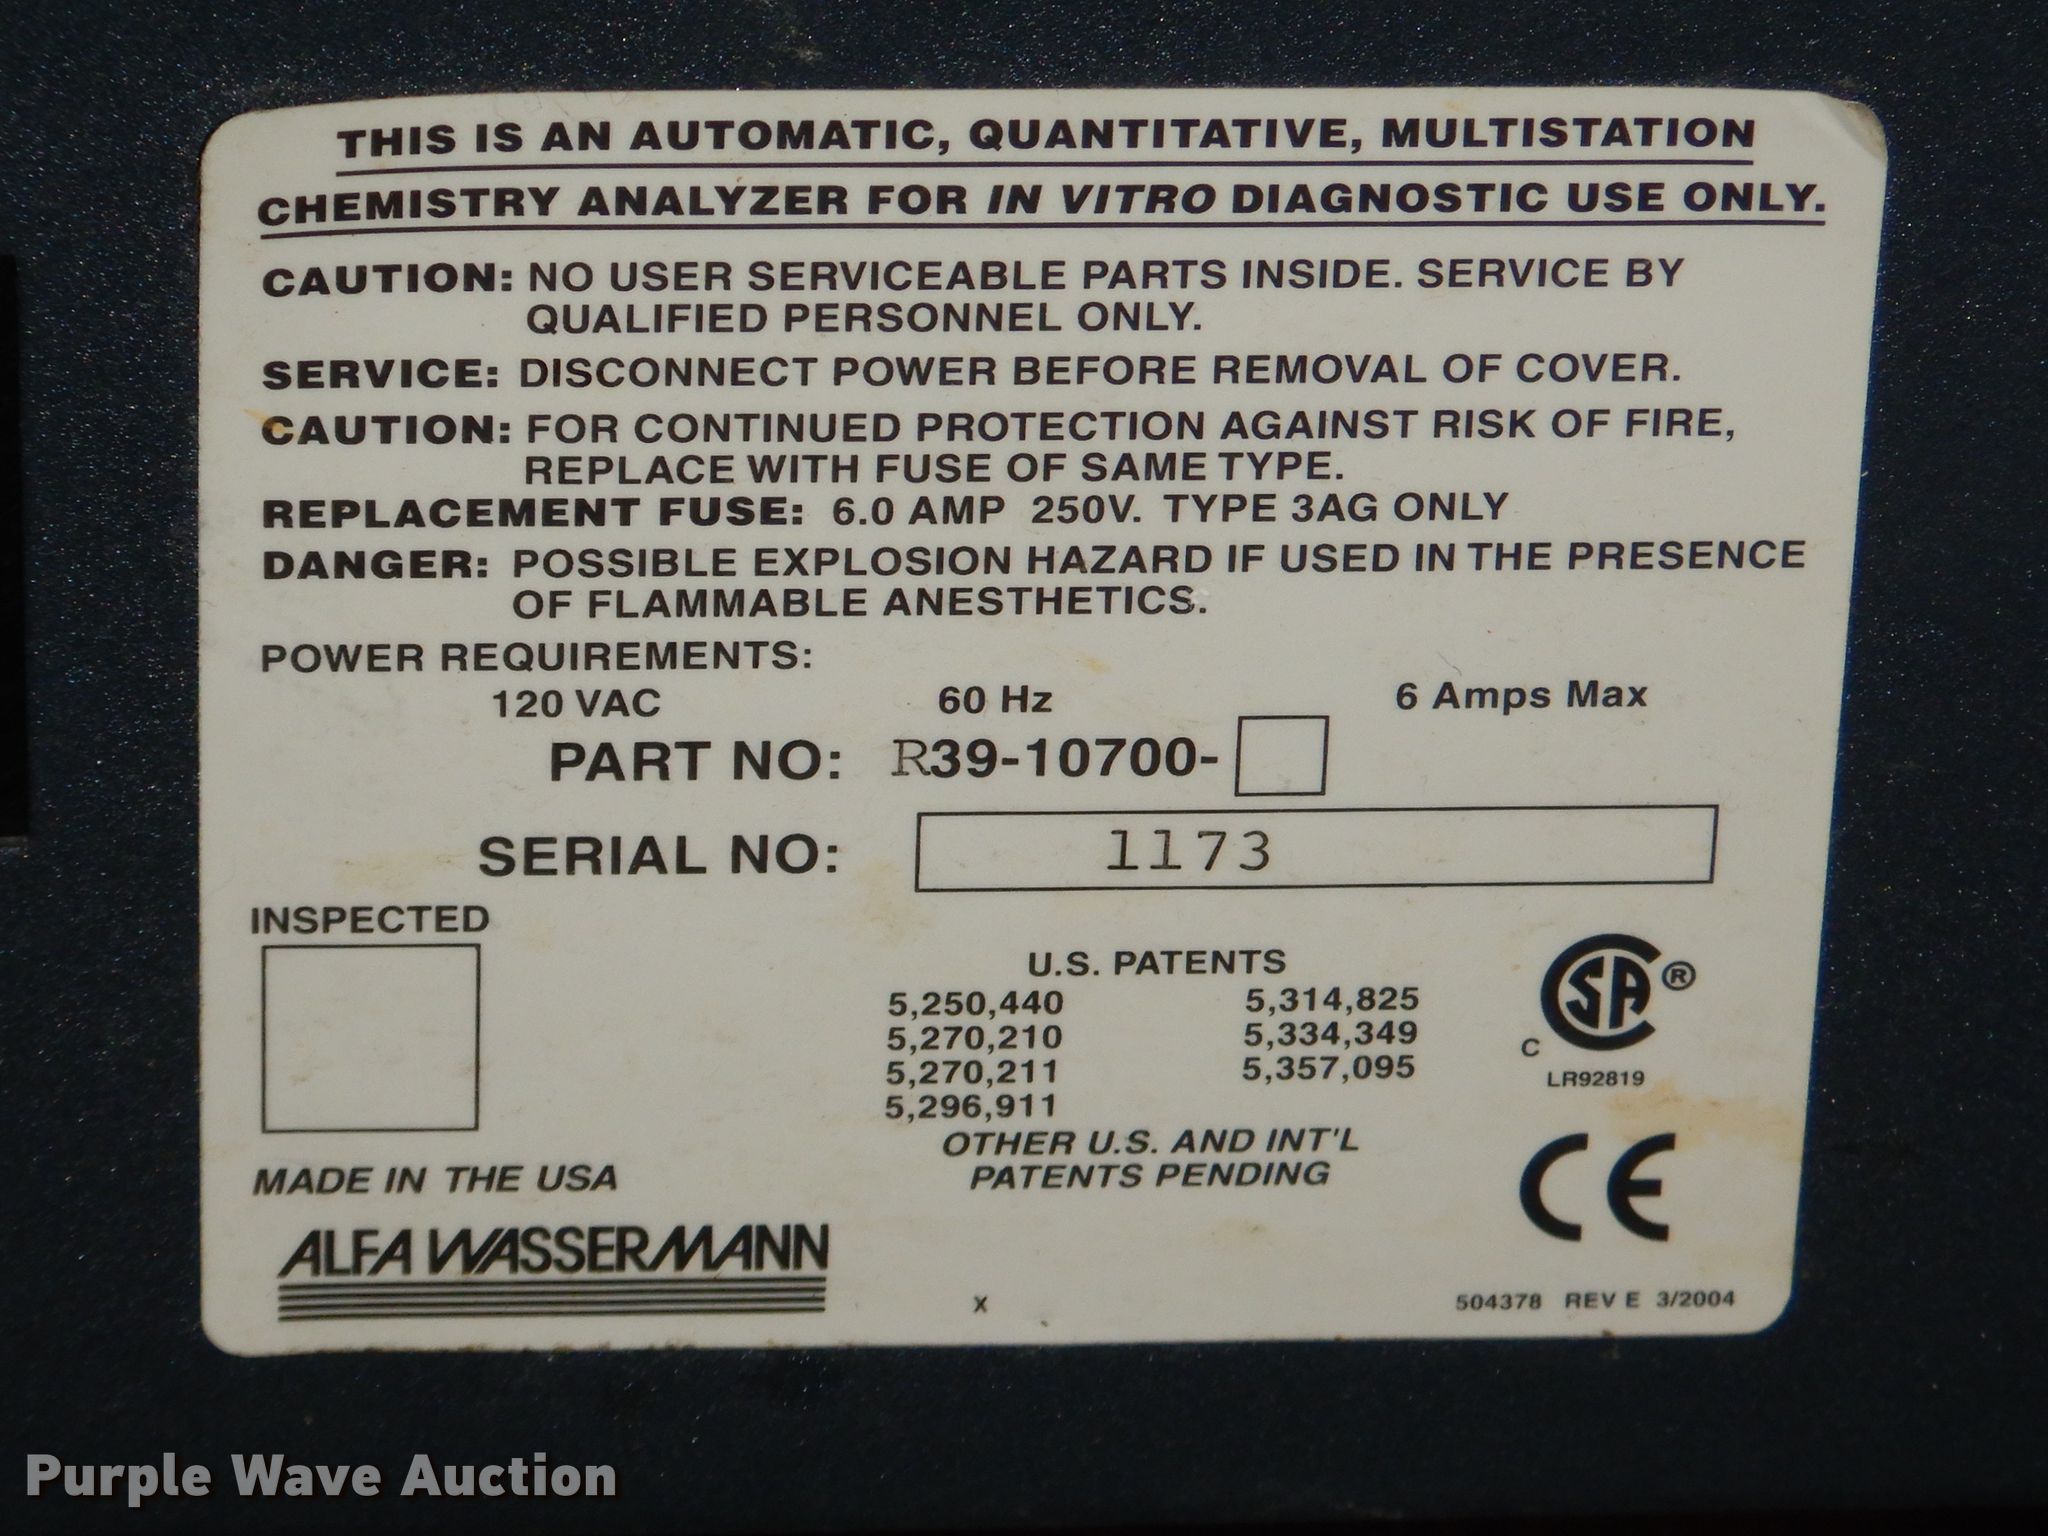 THIS IS AN AUTOMATIC, QUANTITATIVE, MULTISTATION
CHEMISTRY ANALYZER FOR IN VITRO DIAGNOSTIC USE ONLY.
CAUTION: NO USER SERVICEABLE PARTS INSIDE. SERVICE BY
QUALIFIED PERSONNEL ONLY.
SERVICE: DISCONNECT POWER BEFORE REMOVAL OF COVER.
CAUTION: FOR CONTINUED PROTECTION AGAINST RISK OF FIRE,
REPLACE WITH FUSE OF SAME TYPE.
REPLACEMENT FUSE: 6.0 AMP 250V. TYPE 3AG ONLY
DANGER: POSSIBLE EXPLOSION HAZARD IF USED IN THE PRESENCE
OF FLAMMABLE ANESTHETICS.
POWER REQUIREMENTS:
120 VAC 60 Hz 6 Amps Max
PART NO: R39-10700-
SERIAL NO: 1173
INSPECTED
U.S. PATENTS
5,250,440 5,314,825
5,270,210 5,334,349
5,270,211 5,357,095
5,296,911
OTHER U.S. AND INT'L
PATENTS PENDING
C SA ®
LR92819
CE
MADE IN THE USA
ALFA WASSERMANN
X
504378 REV E 3/2004
Purple Wave Auction